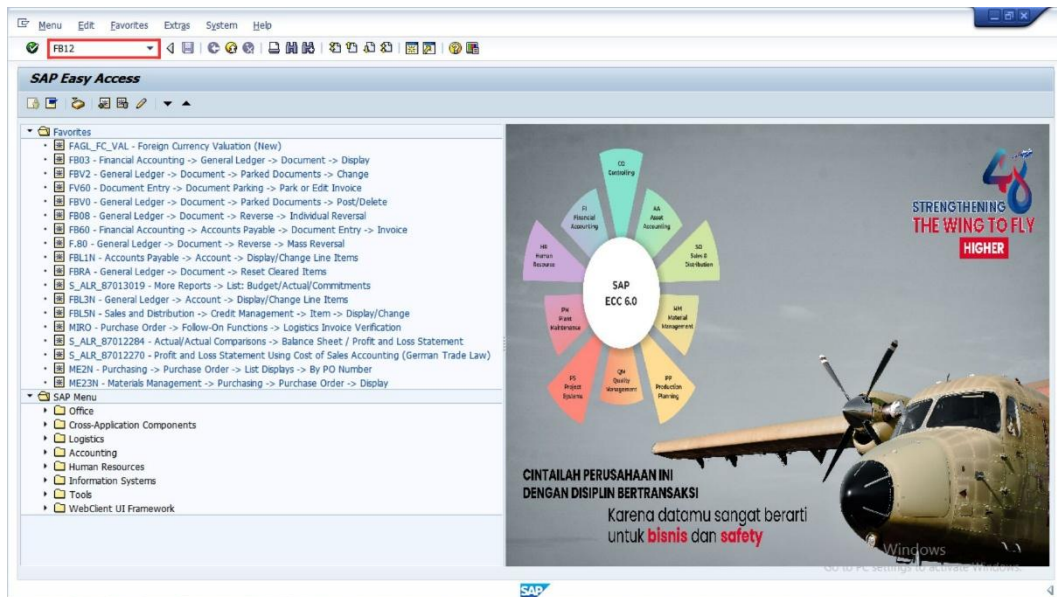 Menu Edit Favorites Extras System Help
FB12
SAP Easy Access
Favorites
FAGL_FC_VAL - Foreign Currency Valuation (New)
FB03 - Financial Accounting -> General Ledger -> Document -> Display
FBV2 - General Ledger -> Document -> Parked Documents -> Change
FV60 - Document Entry -> Document Parking -> Park or Edit Invoice
FBV0 - General Ledger -> Document -> Parked Documents -> Post/Delete
FB08 - General Ledger -> Document -> Reverse -> Individual Reversal
FB60 - Financial Accounting -> Accounts Payable -> Document Entry -> Invoice
F.80 - General Ledger -> Document -> Reverse -> Mass Reversal
FBL1N - Accounts Payable -> Account -> Display/Change Line Items
FBRA - General Ledger -> Document -> Reset Cleared Items
S_ALR_87013019 - More Reports -> List: Budget/Actual/Commitments
FBL3N - General Ledger -> Account -> Display/Change Line Items
FBL5N - Sales and Distribution -> Credit Management -> Item -> Display/Change
MIRO - Purchase Order -> Follow-On Functions -> Logistics Invoice Verification
S_ALR_87012284 - Actual/Actual Comparisons -> Balance Sheet / Profit and Loss Statement
S_ALR_87012270 - Profit and Loss Statement Using Cost of Sales Accounting (German Trade Law)
ME2N - Purchasing -> Purchase Order -> List Displays -> By PO Number
ME23N - Materials Management -> Purchasing -> Purchase Order -> Display
SAP Menu
Office
Cross-Application Components
Logistics
Accounting
Human Resources
Information Systems
Tools
WebClient UI Framework
CO
Controlling
FI
Financial
Accounting
AA
Asset
Accounting
HR
Human
Resource
SD
Sales &
Distribution
SAP
ECC 6.0
PM
Plant
Maintenance
MM
Material
Management
PS
Project
Systems
QM
Quality
Management
PP
Production
Planning
48
STRENGTHENING
THE WING TO FLY
HIGHER
CINTAILAH PERUSAHAAN INI
DENGAN DISIPLIN BERTRANSAKSI
Karena datamu sangat berarti
untuk bisnis dan safety
Windows
Go to PC settings to activate Windows.
SAP